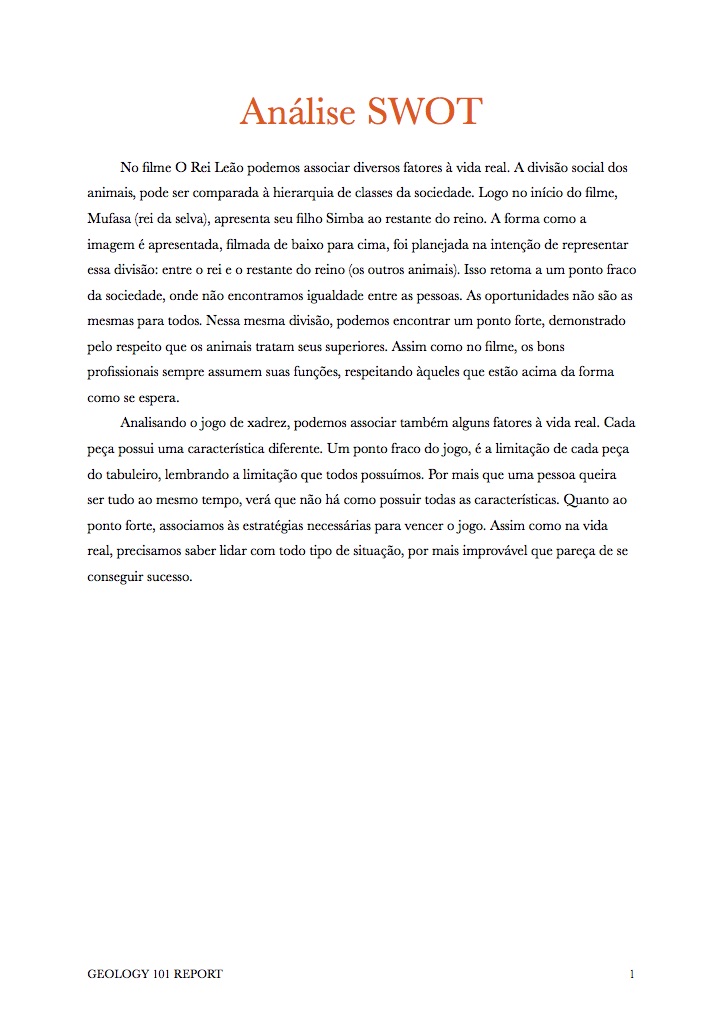 Análise SWOT
No filme O Rei Leão podemos associar diversos fatores à vida real. A divisão social dos
animais, pode ser comparada à hierarquia de classes da sociedade. Logo no início do filme,
Mufasa (rei da selva), apresenta seu filho Simba ao restante do reino. A forma como a
imagem é apresentada, filmada de baixo para cima, foi planejada na intenção de representar
essa divisão: entre o rei e o restante do reino (os outros animais). Isso retoma a um ponto fraco
da sociedade, onde não encontramos igualdade entre as pessoas. As oportunidades não são as
mesmas para todos. Nessa mesma divisão, podemos encontrar um ponto forte, demonstrado
pelo respeito que os animais tratam seus superiores. Assim como no filme, os bons
profissionais sempre assumem suas funções, respeitando àqueles que estão acima da forma
como se espera.
Analisando o jogo de xadrez, podemos associar também alguns fatores à vida real. Cada
peça possui uma característica diferente. Um ponto fraco do jogo, é a limitação de cada peça
do tabuleiro, lembrando a limitação que todos possuímos. Por mais que uma pessoa queira
ser tudo ao mesmo tempo, verá que não há como possuir todas as características. Quanto ao
ponto forte, associamos às estratégias necessárias para vencer o jogo. Assim como na vida
real, precisamos saber lidar com todo tipo de situação, por mais improvável que pareça de se
conseguir sucesso.
GEOLOGY 101 REPORT 1